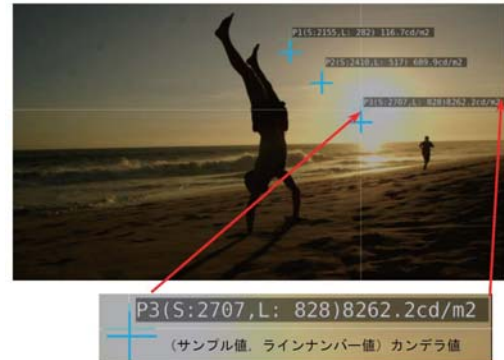 P1(S:2155,L: 282) 116.7cd/m2
P2(S:2418,L: 517) 689.9cd/m2
P3(S:2707,L: 828)8262.2cd/m2
P3(S:2707,L: 828)8262.2cd/m2
(サンプル値, ラインナンバー値) カンデラ値